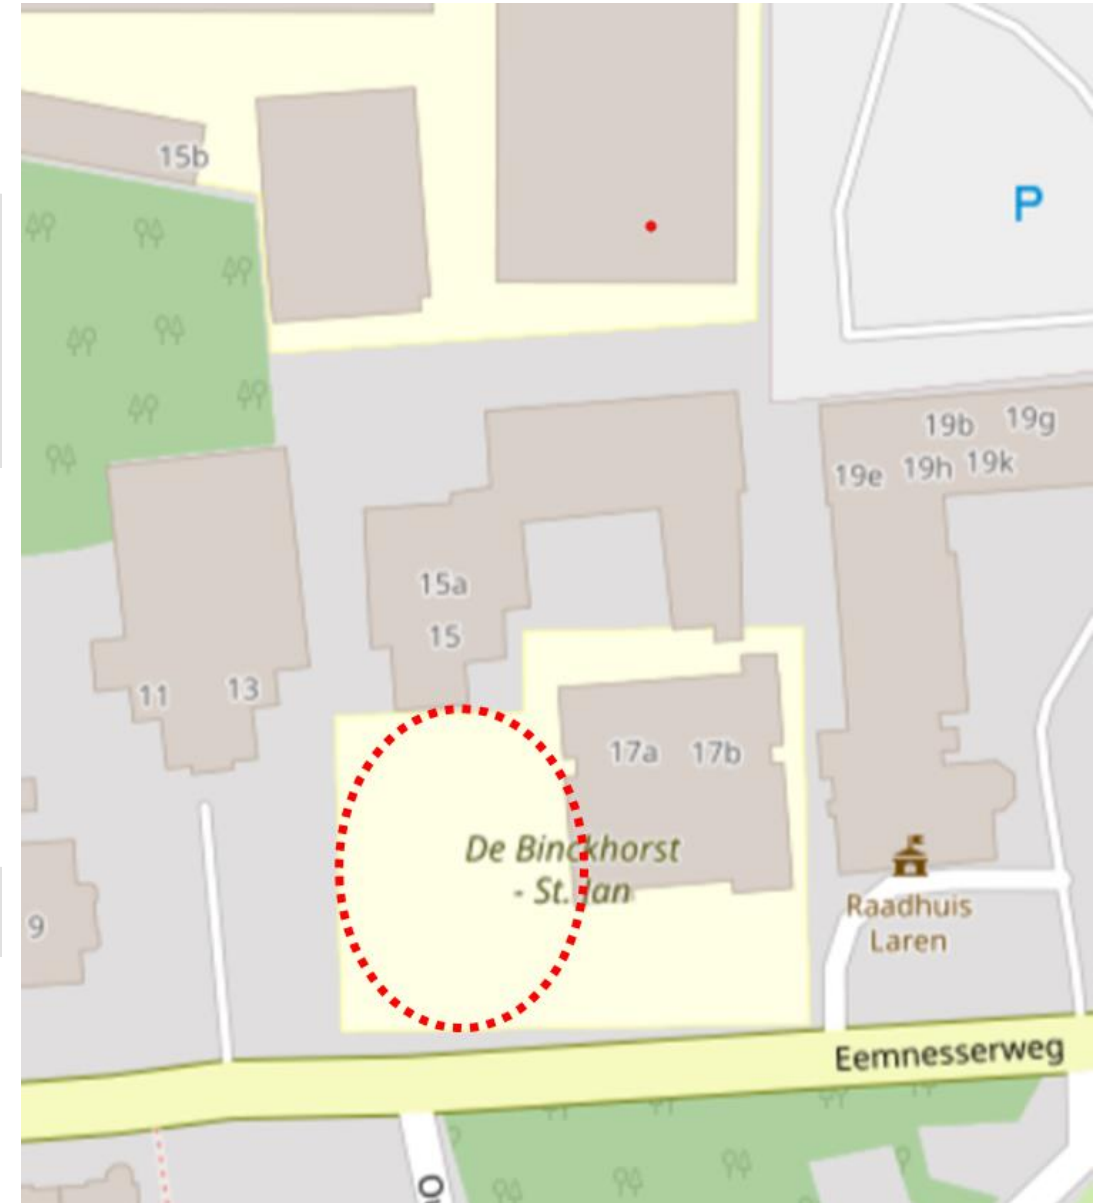 15b
P
19b 19g
19e 19h 19k
15a
15
11 13
17a 17b
De Binckhorst
- St. Jan
9
Raadhuis
Laren
Eemnesserweg